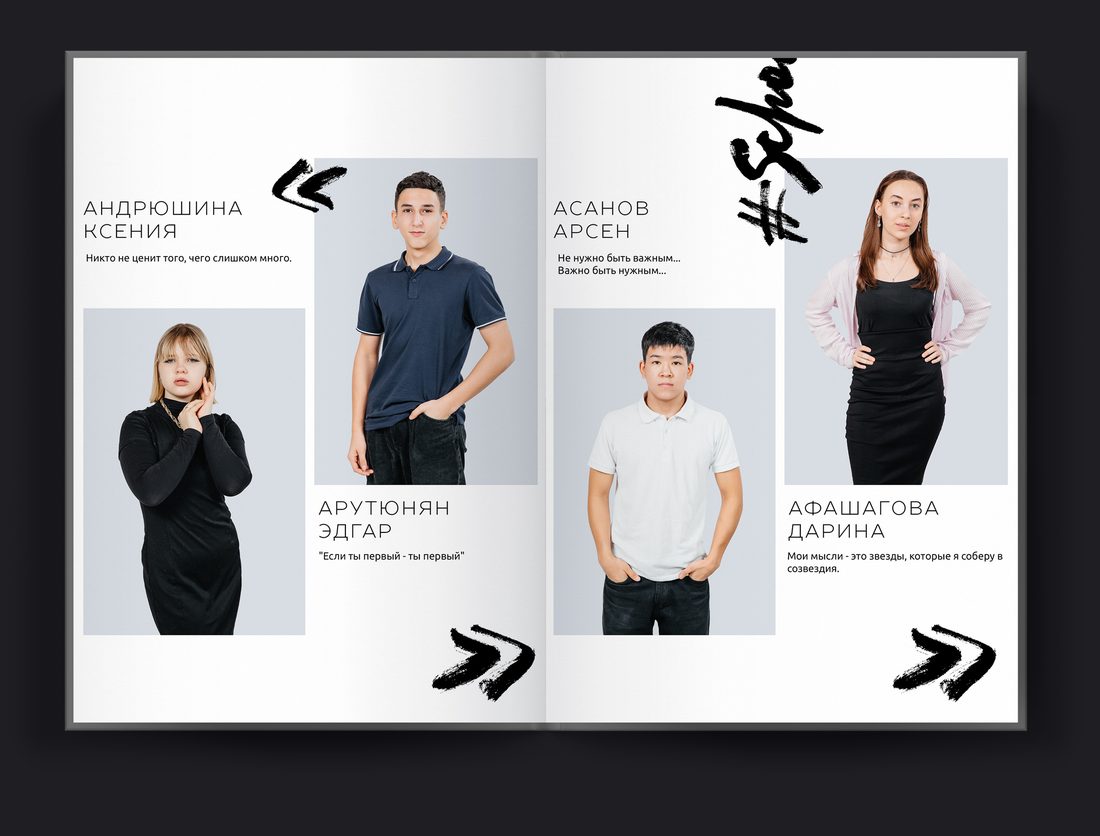 АНДРЮШИНА
КСЕНИЯ
Никто не ценит того, чего слишком много.
АРУТЮНЯН
ЭДГАР
"Если ты первый - ты первый"
АСАНОВ
АРСЕН
Не нужно быть важным...
Важно быть нужным...
#Schoo
АФАШАГОВА
ДАРИНА
Мои мысли - это звезды, которые я соберу в
созвездия.